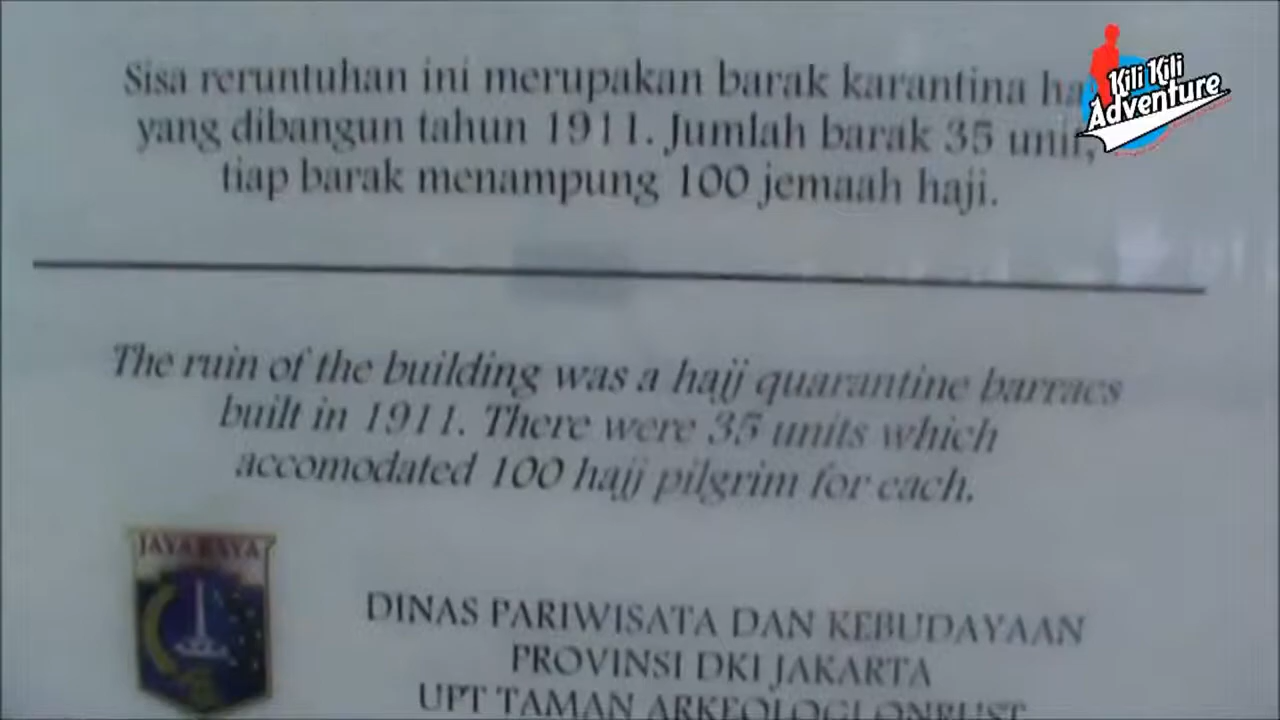 Sisa reruntuhan ini merupakan barak karantina
yang dibangun tahun 1911. Jumlah barak 35 unit,
tiap barak menampung 100 jemaah haji.
The ruin of the building was a hajj quarantine barracs
built in 1911. There were 35 units which
accomodated 100 hajj pilgrim for each.
JAYA RAYA
DINAS PARIWISATA DAN KEBUDAYAAN
PROVINSI DKI JAKARTA
UPT TAMAN ARKEOLOGI ONRUST
Kili Kili
Adventure